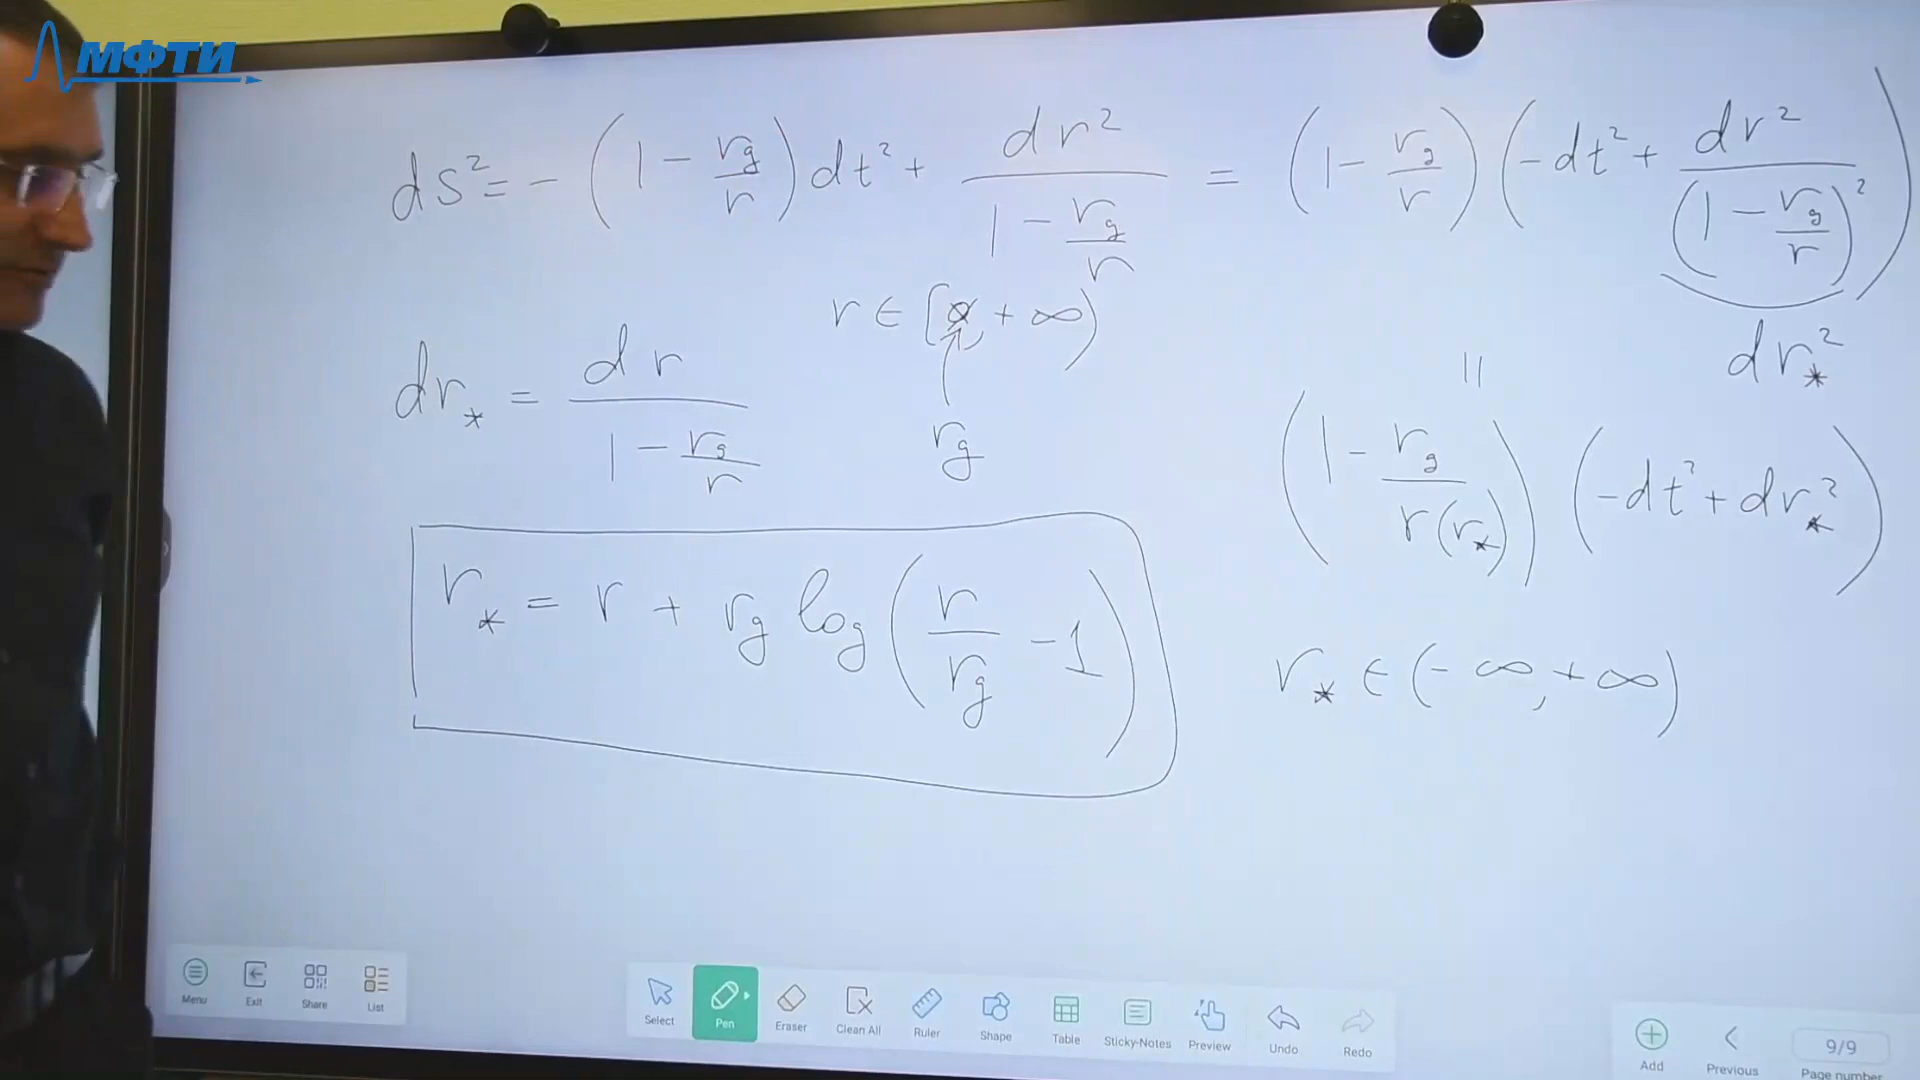 МФТИ
ds² = - (1 - r_g/r) dt² + dr²/(1 - r_g/r) = (1 - r_g/r) (-dt² + dr²/(1 - r_g/r)²)
r ∈ [0, +∞)
dr_*²
dr_* = dr/(1 - r_g/r)
r_g
||
(1 - r_g/r(r_*)) (-dt² + dr_*²)
r_* = r + r_g log(r/r_g - 1)
r_* ∈ (-∞, +∞)
Menu Exit Share List
Select Pen Eraser Clean All Ruler Shape Table Sticky-Notes Preview Undo Redo
9/9
Add Previous Page number